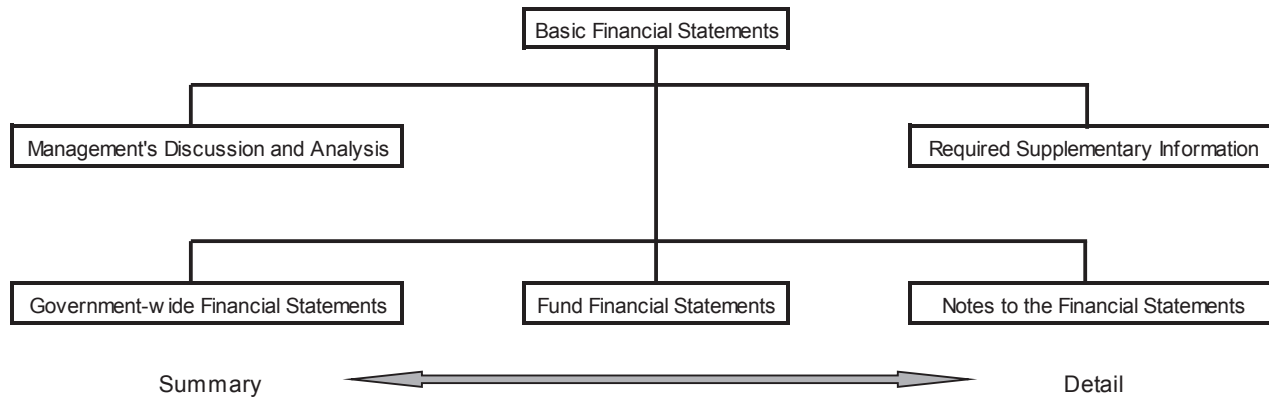 Basic Financial Statements
Management's Discussion and Analysis
Required Supplementary Information
Government-wide Financial Statements
Fund Financial Statements
Notes to the Financial Statements
Summary
Detail